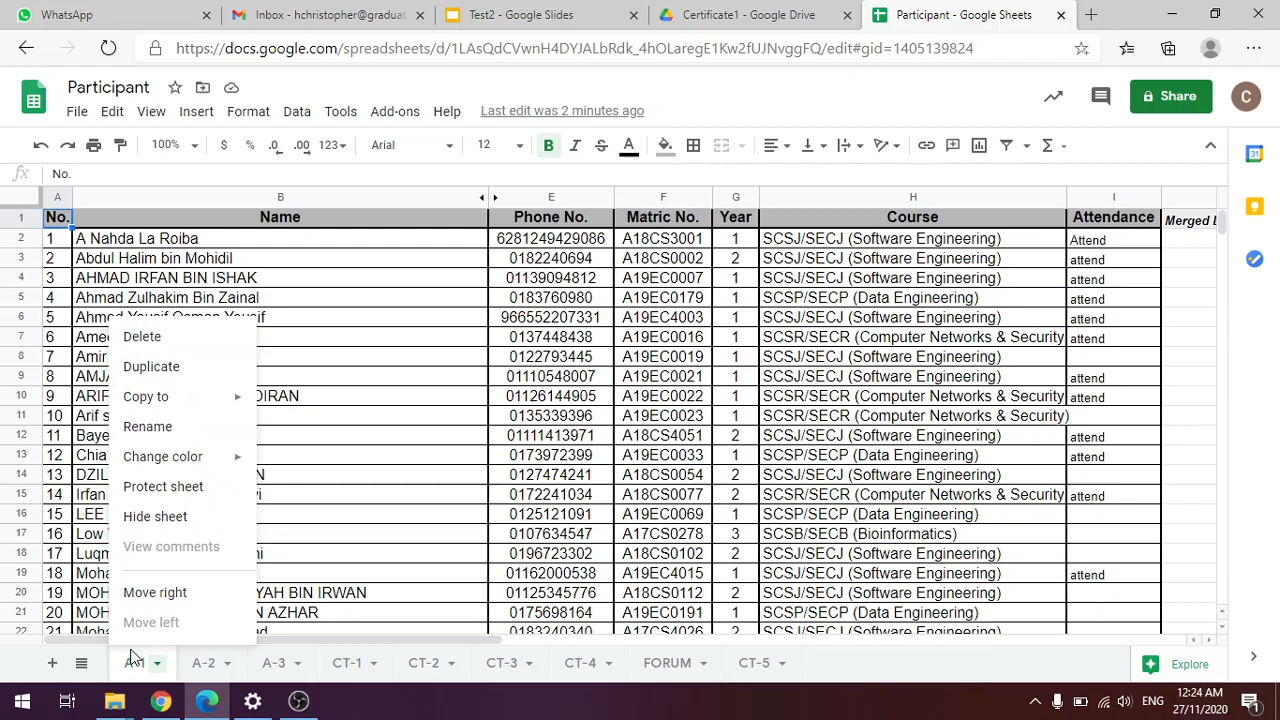 WhatsApp
Inbox - hchristopher@graduat
Test2 - Google Slides
Certificate1 - Google Drive
Participant - Google Sheets
https://docs.google.com/spreadsheets/d/1LAsQdCVwnH4DYJALbRdk_4hOLaregE1Kw2fUJNvggFQ/edit#gid=1405139824
Participant
File Edit View Insert Format Data Tools Add-ons Help Last edit was 2 minutes ago
Share
C
100% $ % .0 .00 123 Arial 12 B I S A
fx No.
A B E F G H I
1 No. Name Phone No. Matric No. Year Course Attendance Merged
2 1 A Nahda La Roiba 6281249429086 A18CS3001 1 SCSJ/SECJ (Software Engineering) Attend
3 2 Abdul Halim bin Mohidil 0182240694 A18CS0002 2 SCSJ/SECJ (Software Engineering) attend
4 3 AHMAD IRFAN BIN ISHAK 01139094812 A19EC0007 1 SCSJ/SECJ (Software Engineering) attend
5 4 Ahmad Zulhakim Bin Zainal 0183760980 A19EC0179 1 SCSP/SECP (Data Engineering) attend
6 5 Ahmed Yousif Osman Yousif 966552207331 A19EC4003 1 SCSJ/SECJ (Software Engineering) attend
7 6 Amee 0137448438 A19EC0016 1 SCSR/SECR (Computer Networks & Security attend
8 7 Amir 0122793445 A19EC0019 1 SCSJ/SECJ (Software Engineering)
9 8 AMJA 01110548007 A19EC0021 1 SCSJ/SECJ (Software Engineering) attend
10 9 ARIF DIRAN 01126144905 A19EC0022 1 SCSR/SECR (Computer Networks & Security attend
11 10 Arif s 0135339396 A19EC0023 1 SCSR/SECR (Computer Networks & Security)
12 11 Baye 01111413971 A18CS4051 2 SCSJ/SECJ (Software Engineering) attend
13 12 Chia 0173972399 A19EC0033 1 SCSJ/SECJ (Software Engineering) attend
14 13 DZIL N 0127474241 A18CS0054 2 SCSJ/SECJ (Software Engineering)
15 14 Irfan vi 0172241034 A18CS0077 2 SCSR/SECR (Computer Networks & Security attend
16 15 LEE 0125121091 A19EC0069 1 SCSP/SECP (Data Engineering)
17 16 Low 0107634547 A17CS0278 3 SCSB/SECB (Bioinformatics)
18 17 Luqm ni 0196723302 A18CS0102 2 SCSJ/SECJ (Software Engineering)
19 18 Moha 01162000538 A19EC4015 1 SCSJ/SECJ (Software Engineering) attend
20 19 MOH YAH BIN IRWAN 01125345776 A18CS0112 2 SCSJ/SECJ (Software Engineering)
21 20 MOH N AZHAR 0175698164 A19EC0191 1 SCSP/SECP (Data Engineering)
22 21 Moha ad 0183240340 A17CS4026 2 SCSJ/SECJ (Software Engineering)
Delete
Duplicate
Copy to
Rename
Change color
Protect sheet
Hide sheet
View comments
Move right
Move left
A-1 A-2 A-3 CT-1 CT-2 CT-3 CT-4 FORUM CT-5 Explore
ENG
12:24 AM
27/11/2020
1